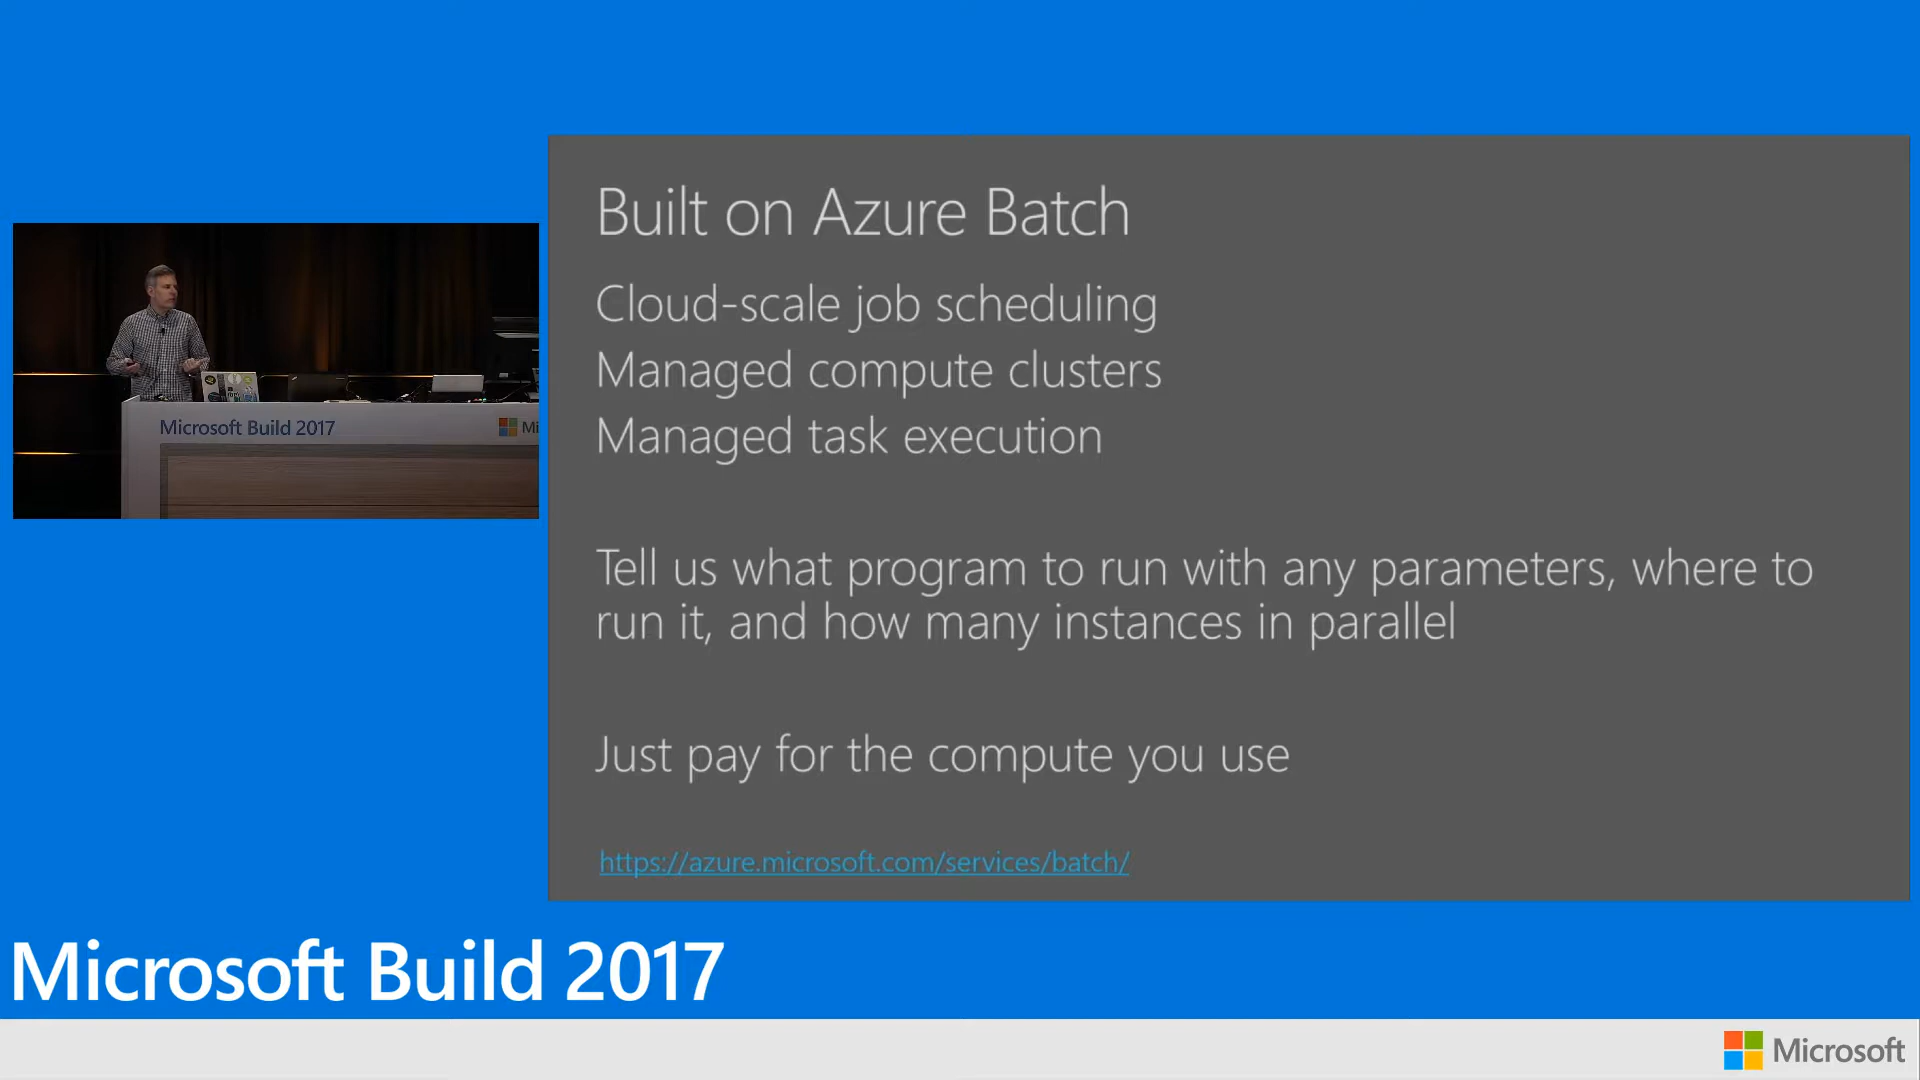 Built on Azure Batch
Cloud-scale job scheduling
Managed compute clusters
Managed task execution
Tell us what program to run with any parameters, where to
run it, and how many instances in parallel
Just pay for the compute you use
https://azure.microsoft.com/services/batch/
Microsoft Build 2017
Mi
Microsoft Build 2017
Microsoft